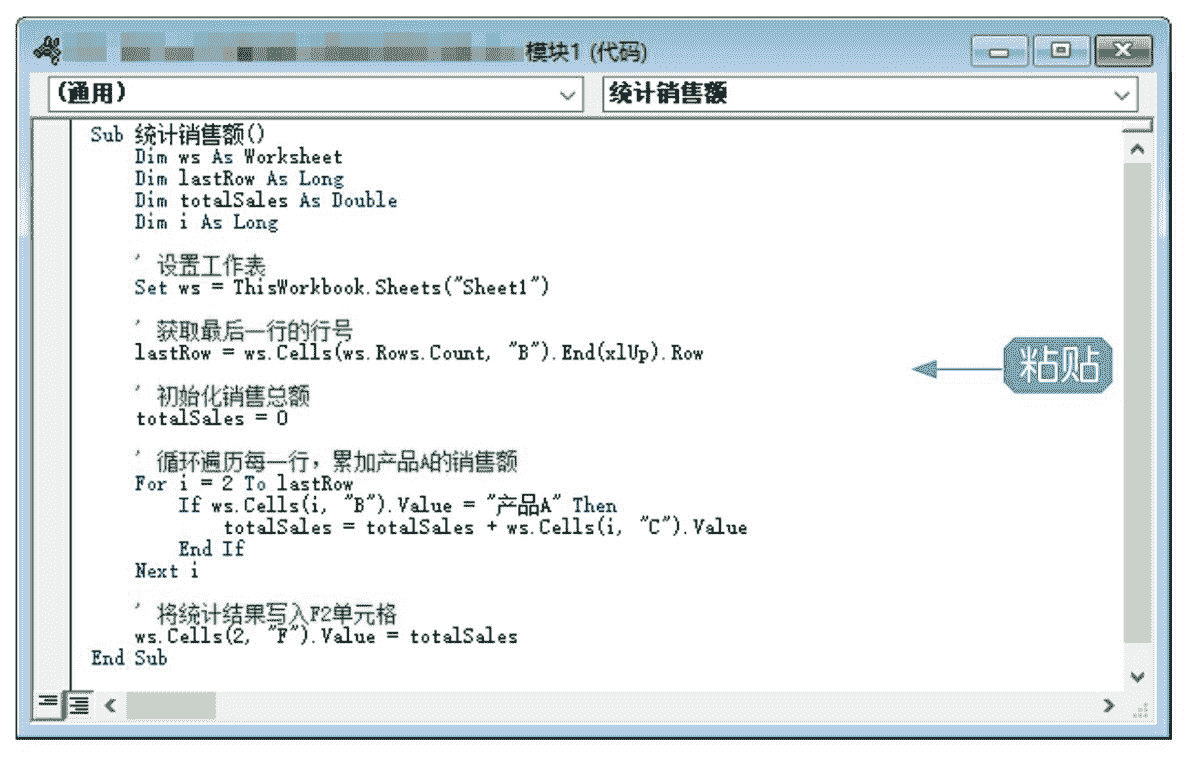 模块1 (代码)
(通用)
统计销售额
Sub 统计销售额()
Dim ws As Worksheet
Dim lastRow As Long
Dim totalSales As Double
Dim i As Long
' 设置工作表
Set ws = ThisWorkbook.Sheets("Sheet1")
' 获取最后一行的行号
lastRow = ws.Cells(ws.Rows.Count, "B").End(xlUp).Row
' 初始化销售总额
totalSales = 0
' 循环遍历每一行，累加产品A的销售额
For i = 2 To lastRow
If ws.Cells(i, "B").Value = "产品A" Then
totalSales = totalSales + ws.Cells(i, "C").Value
End If
Next i
' 将统计结果写入F2单元格
ws.Cells(2, "F").Value = totalSales
End Sub
粘贴